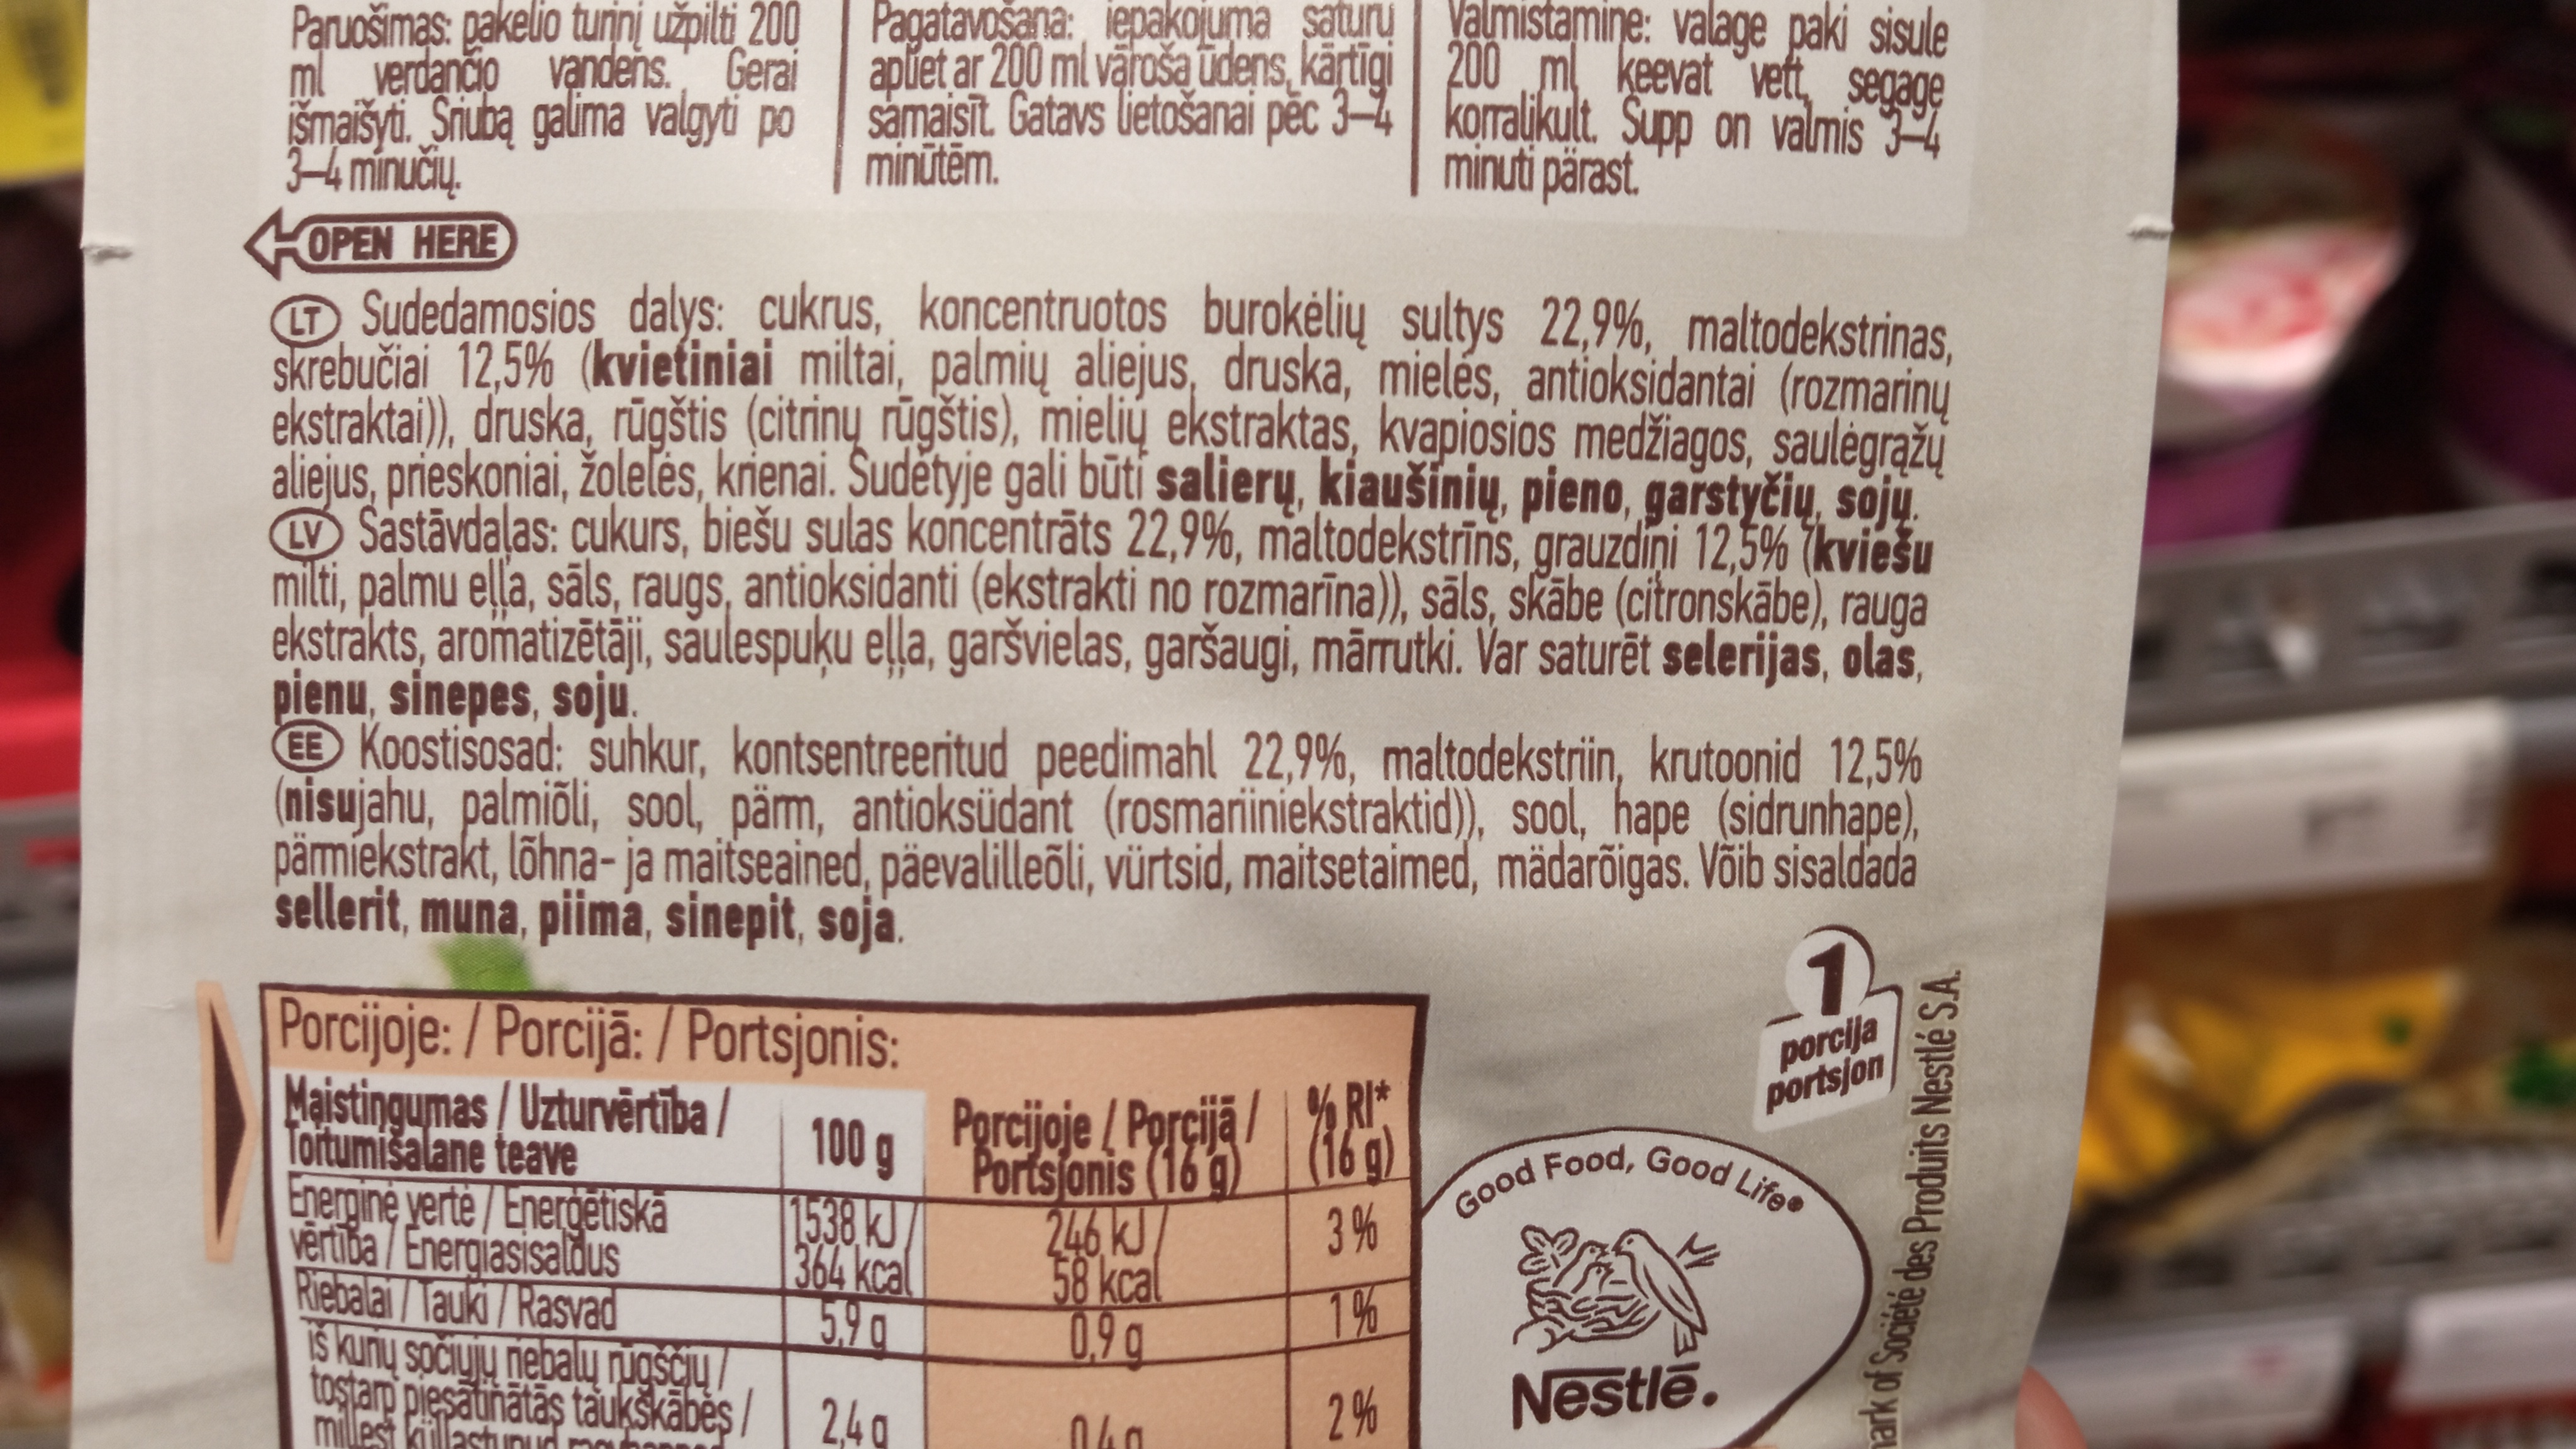 Paruošimas: pakelio turinį užpilti 200
ml verdančio vandens. Gerai
išmaišyti. Sriubą galima valgyti po
3–4 minučių.
Pagatavošana: iepakojuma saturu
apliet ar 200 ml vāroša ūdens, kārtīgi
samaisīt. Gatavs lietošanai pēc 3–4
minūtēm.
Valmistamine: valage paki sisule
200 ml keevat vett, segage
korralikult. Supp on valmis 3–4
minuti pärast.
OPEN HERE
LT Sudedamosios dalys: cukrus, koncentruotos burokėlių sultys 22,9%, maltodekstrinas,
skrebučiai 12,5% (kvietiniai miltai, palmių aliejus, druska, mielės, antioksidantai (rozmarinų
ekstraktai)), druska, rūgštis (citrinų rūgštis), mielių ekstraktas, kvapiosios medžiagos, saulėgrąžų
aliejus, prieskoniai, žolelės, krienai. Sudėtyje gali būti salierų, kiaušinių, pieno, garstyčių, sojų.
LV Sastāvdaļas: cukurs, biešu sulas koncentrāts 22,9%, maltodekstrīns, grauzdiņi 12,5% (kviešu
milti, palmu eļļa, sāls, raugs, antioksidanti (ekstrakti no rozmarīna)), sāls, skābe (citronskābe), rauga
ekstrakts, aromatizētāji, saulespuķu eļļa, garšvielas, garšaugi, mārrutki. Var saturēt selerijas, olas,
pienu, sinepes, soju.
EE Koostisosad: suhkur, kontsentreeritud peedimahl 22,9%, maltodekstriin, krutoonid 12,5%
(nisujahu, palmiõli, sool, pärm, antioksüdant (rosmariiniekstraktid)), sool, hape (sidrunhape),
pärmiekstrakt, lõhna- ja maitseained, päevalilleõli, vürtsid, maitsetaimed, mädarõigas. Võib sisaldada
sellerit, muna, piima, sinepit, soja.
Porcijoje: / Porcijā: / Portsjonis:
Maistingumas / Uzturvērtība /
Toitumisalane teave
100 g
Porcijoje / Porcijā /
Portsjonis (16 g)
% RI*
(16 g)
Energinė vertė / Enerģētiskā
vērtība / Energiasisaldus
1538 kJ /
364 kcal
246 kJ /
58 kcal
3 %
Riebalai / Tauki / Rasvad
5,9 g
0,9 g
1 %
iš kurių sočiųjų riebalų rūgščių /
tostarp piesātinātās taukskābes /
millest küllastunud
2,4 g
0,4 g
2 %
1
porcija
portsjon
Good Food, Good Life®
Nestlé.
mark of Société des Produits Nestlé S.A.